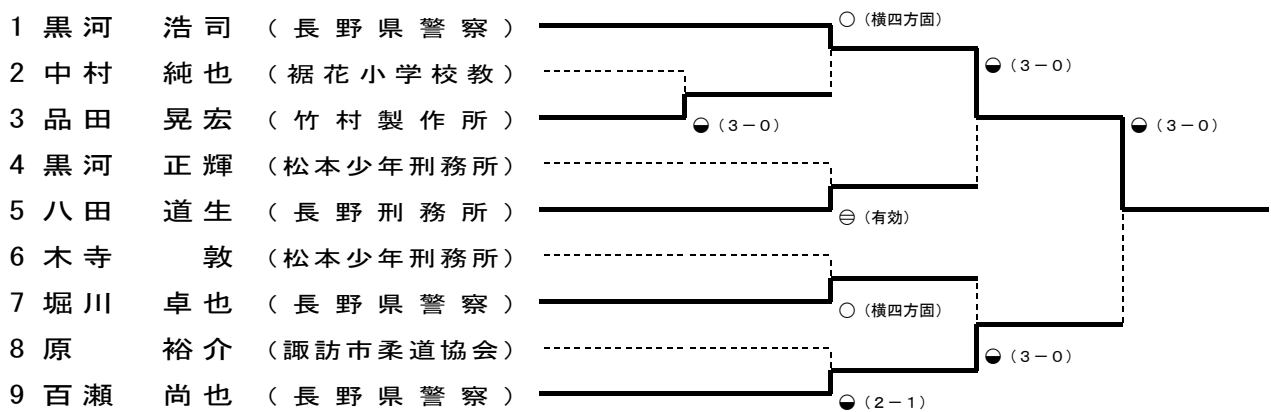 1 黒河 浩司 (長野県警察) ○(横四方固)
2 中村 純也 (裾花小学校教) (3-0)
3 品田 晃宏 (竹村製作所) (3-0) (3-0)
4 黒河 正輝 (松本少年刑務所)
5 八田 道生 (長野刑務所) (有効)
6 木寺 敦 (松本少年刑務所)
7 堀川 卓也 (長野県警察) ○(横四方固)
8 原 裕介 (諏訪市柔道協会) (3-0)
9 百瀬 尚也 (長野県警察) (2-1)